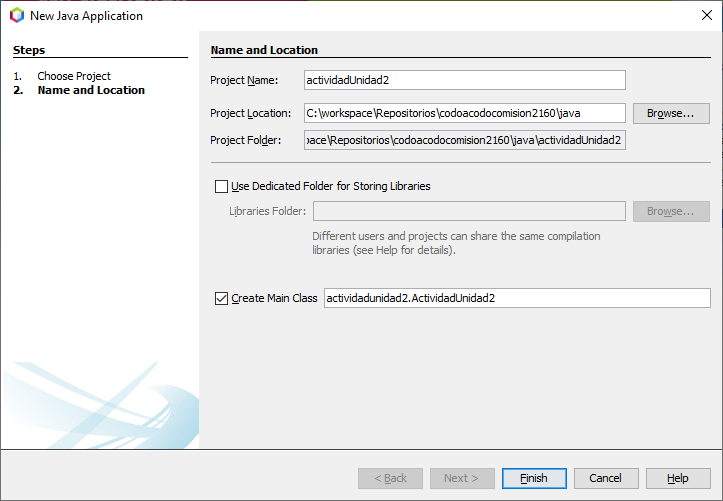 New Java Application
Steps
1. Choose Project
2. Name and Location
Name and Location
Project Name: actividadUnidad2
Project Location: C:\workspace\Repositorios\codoacodocomision2160\java Browse...
Project Folder: pace\Repositorios\codoacodocomision2160\java\actividadUnidad2
Use Dedicated Folder for Storing Libraries
Libraries Folder: Browse...
Different users and projects can share the same compilation
libraries (see Help for details).
Create Main Class actividadunidad2.ActividadUnidad2
< Back Next > Finish Cancel Help